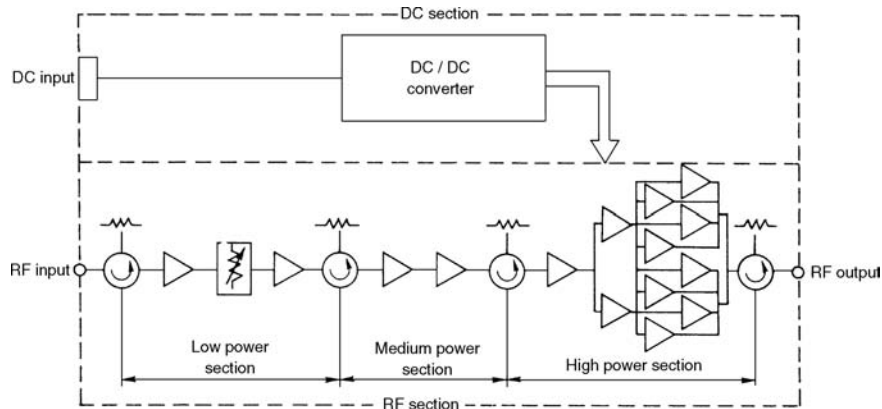 DC section
DC input
DC / DC
converter
RF input
RF output
Low power
section
Medium power
section
High power section
RF section